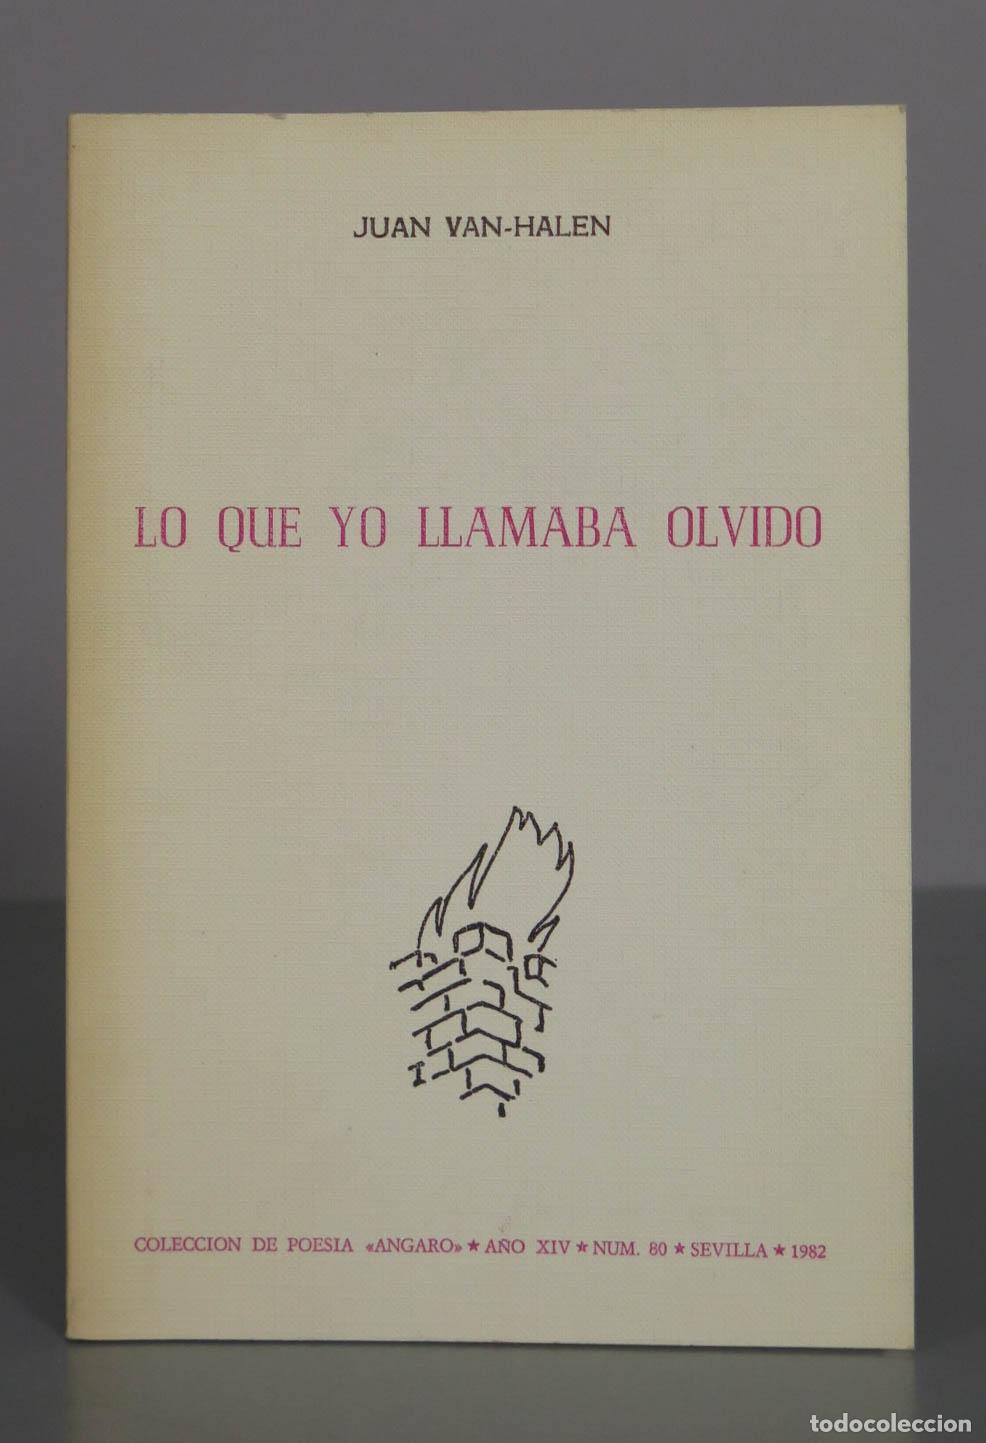 JUAN VAN-HALEN
LO QUE YO LLAMABA OLVIDO
COLECCION DE POESIA «ANGARO» ★ AÑO XIV ★ NUM. 80 ★ SEVILLA ★ 1982
todocoleccion